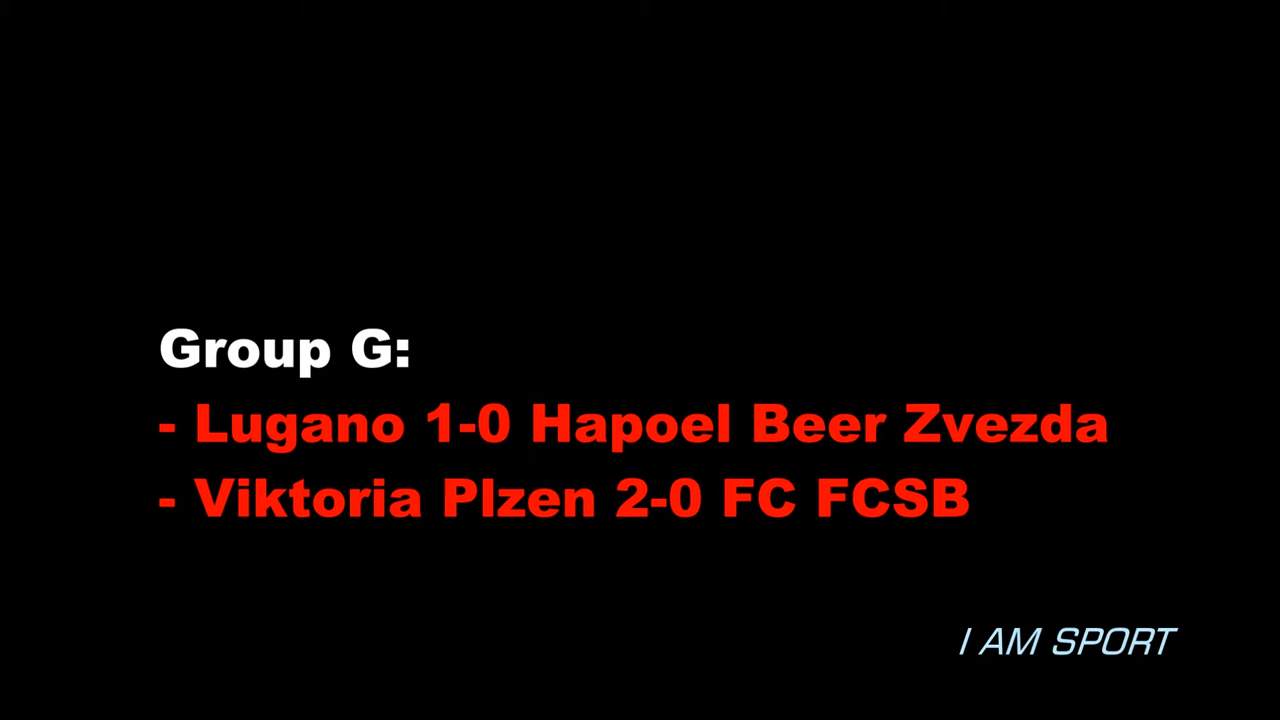 Group G:
- Lugano 1-0 Hapoel Beer Zvezda
- Viktoria Plzen 2-0 FC FCSB
I AM SPORT